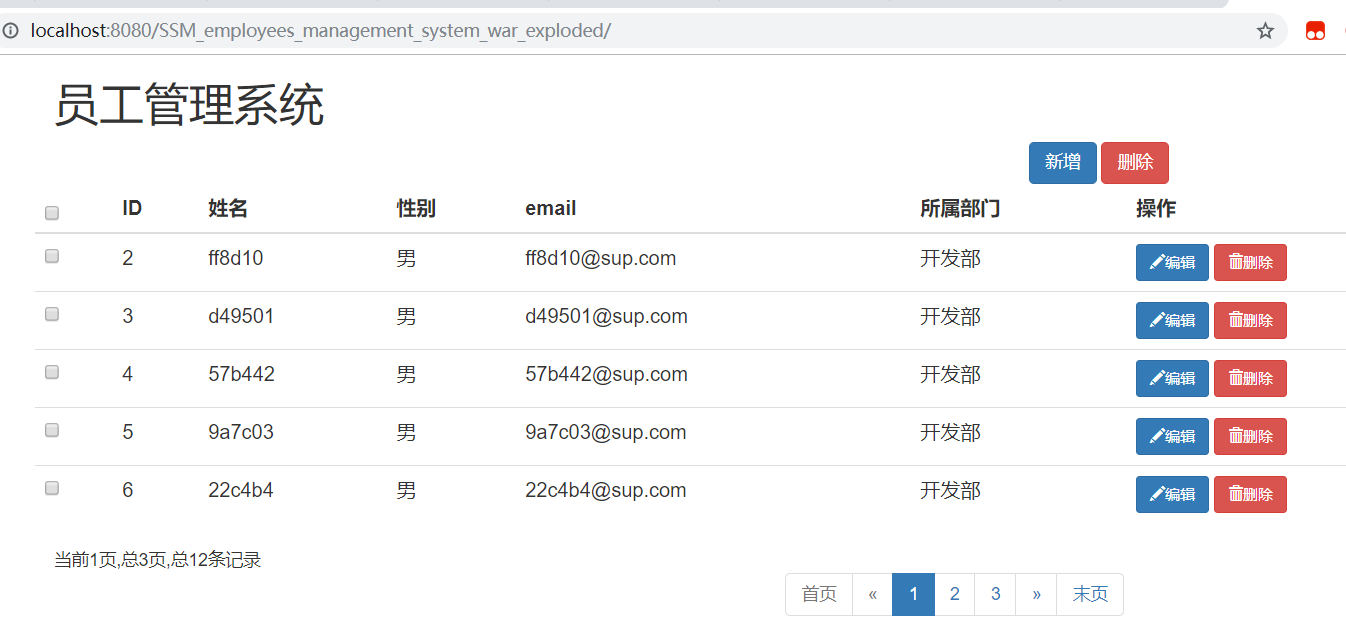 localhost:8080/SSM_employees_management_system_war_exploded/
员工管理系统
新增 删除
ID 姓名 性别 email 所属部门 操作
2 ff8d10 男 ff8d10@sup.com 开发部 编辑 删除
3 d49501 男 d49501@sup.com 开发部 编辑 删除
4 57b442 男 57b442@sup.com 开发部 编辑 删除
5 9a7c03 男 9a7c03@sup.com 开发部 编辑 删除
6 22c4b4 男 22c4b4@sup.com 开发部 编辑 删除
当前1页,总3页,总12条记录
首页 « 1 2 3 » 末页